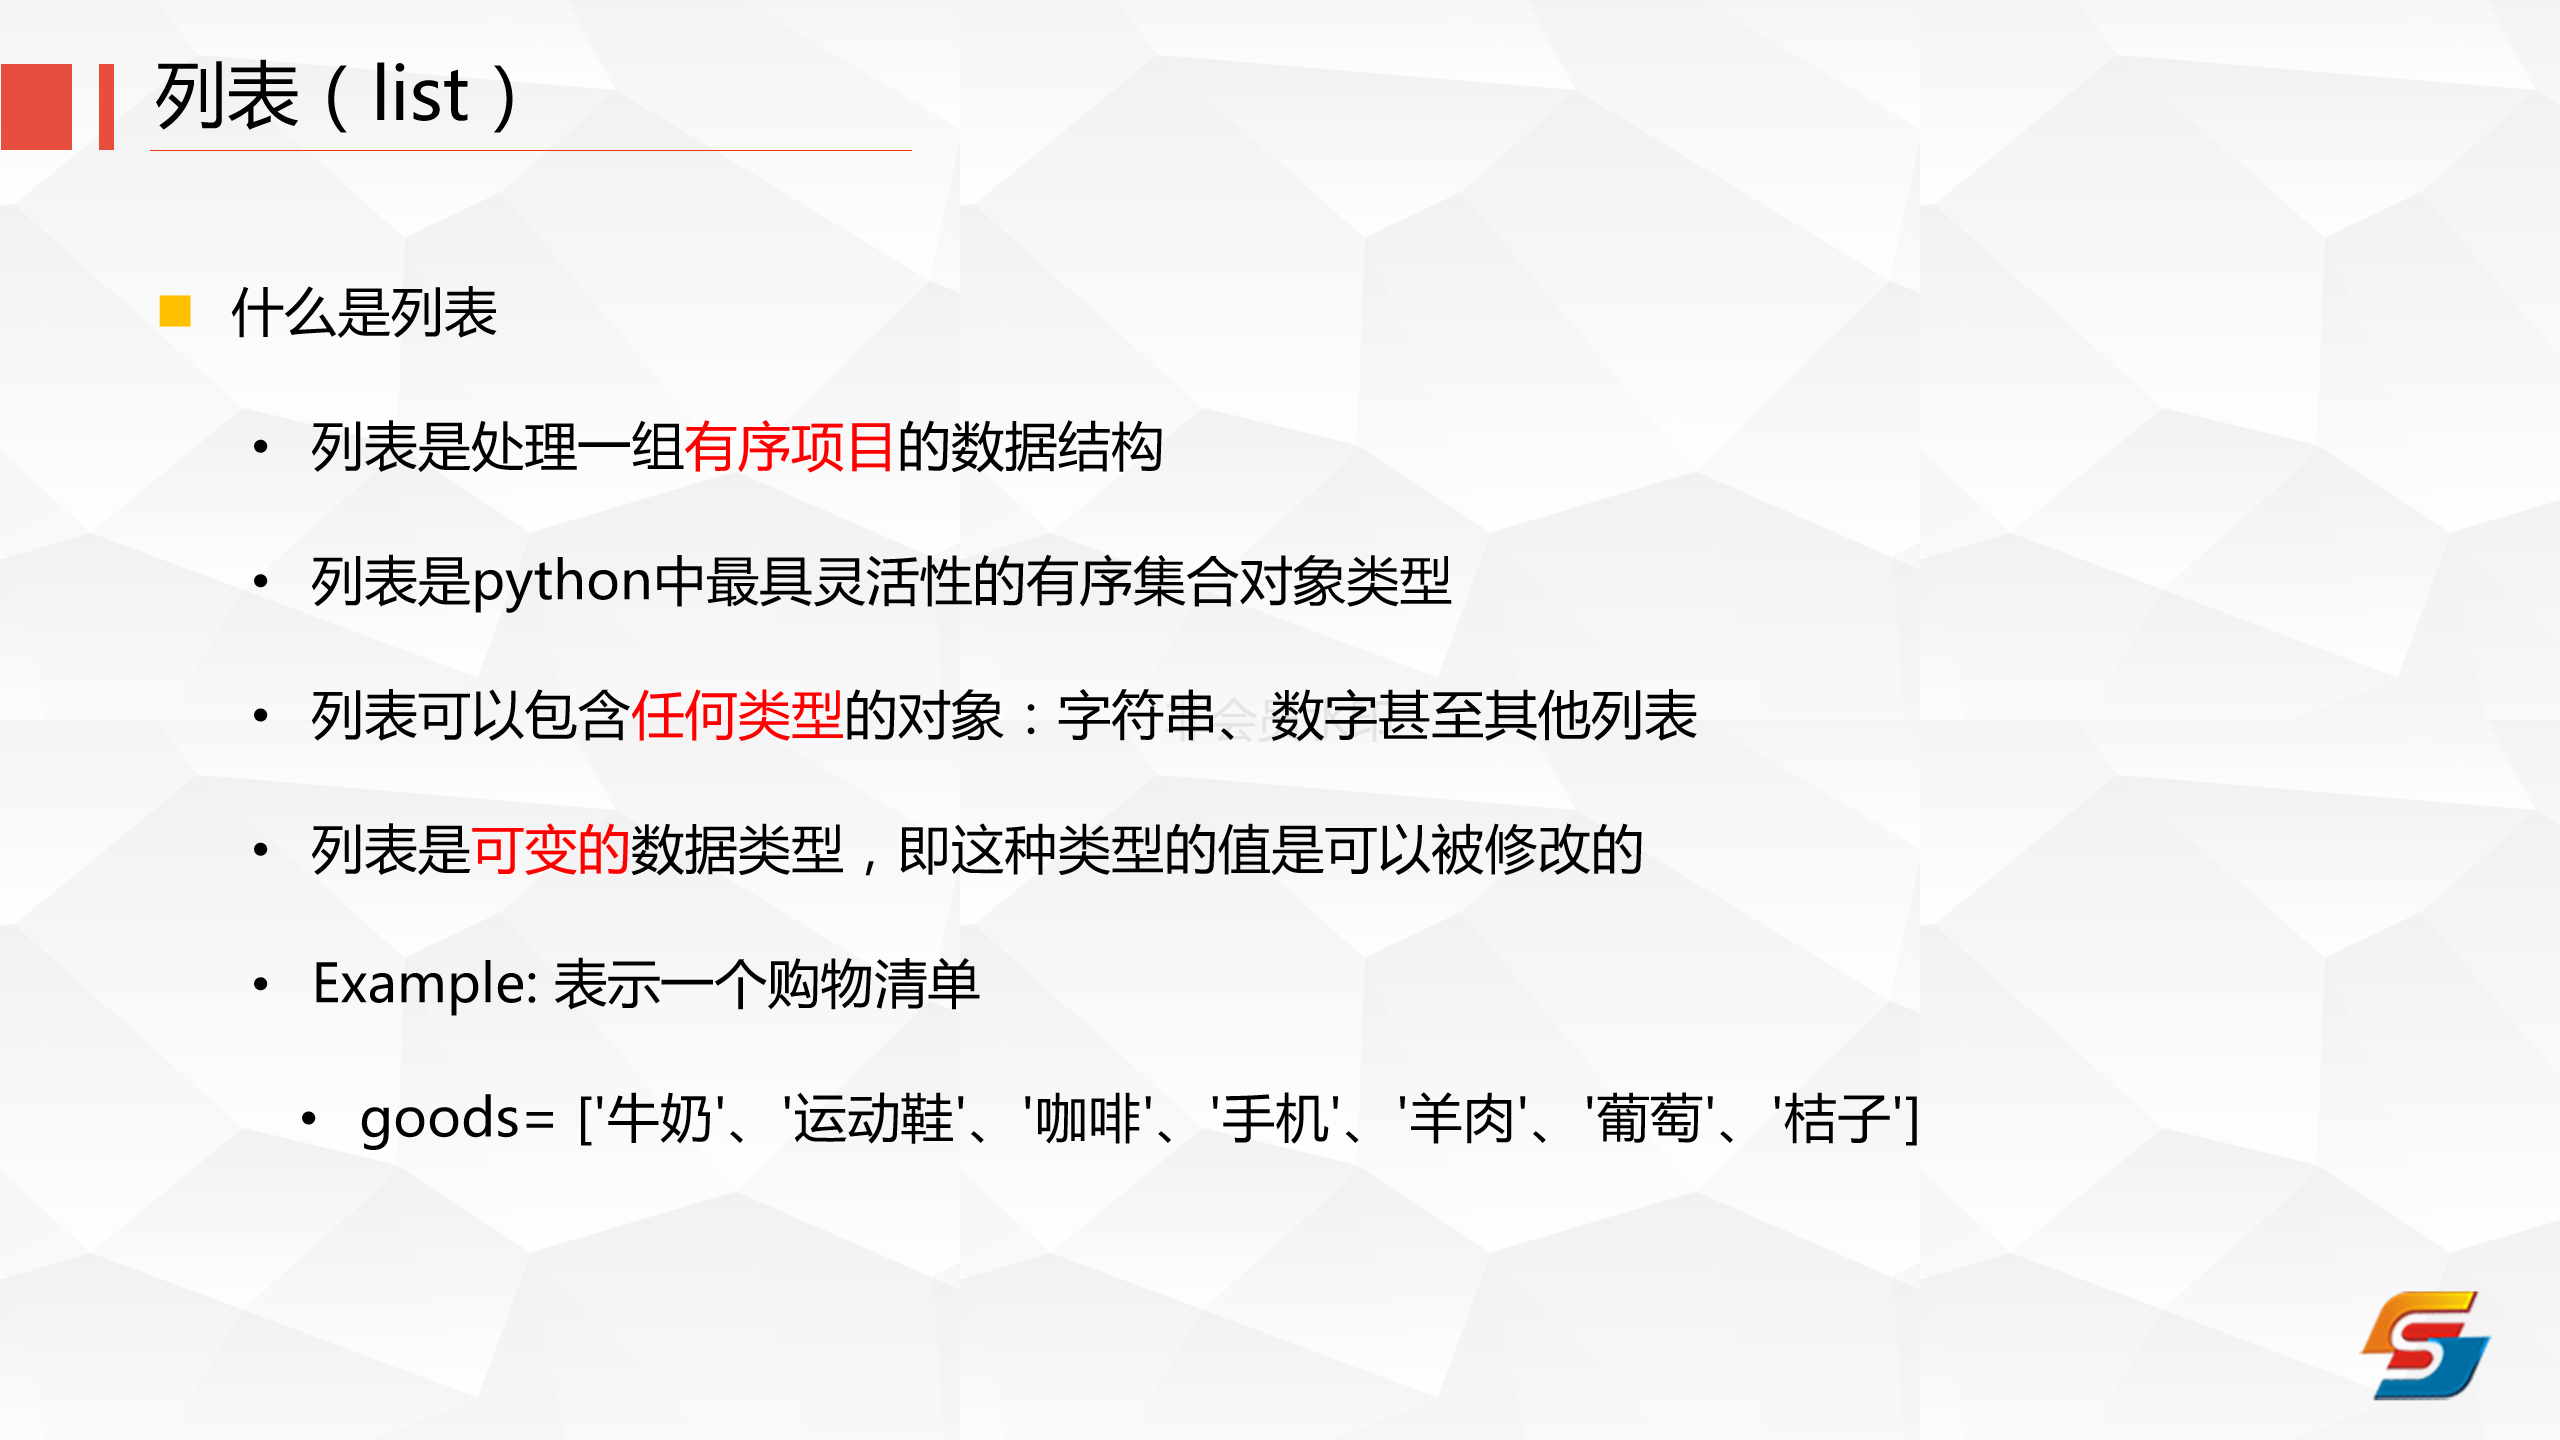 列表（list）
什么是列表
• 列表是处理一组有序项目的数据结构
• 列表是python中最具灵活性的有序集合对象类型
• 列表可以包含任何类型的对象：字符串、数字甚至其他列表
• 列表是可变的数据类型，即这种类型的值是可以被修改的
• Example: 表示一个购物清单
• goods= ['牛奶'、'运动鞋'、'咖啡'、'手机'、'羊肉'、'葡萄'、'桔子']